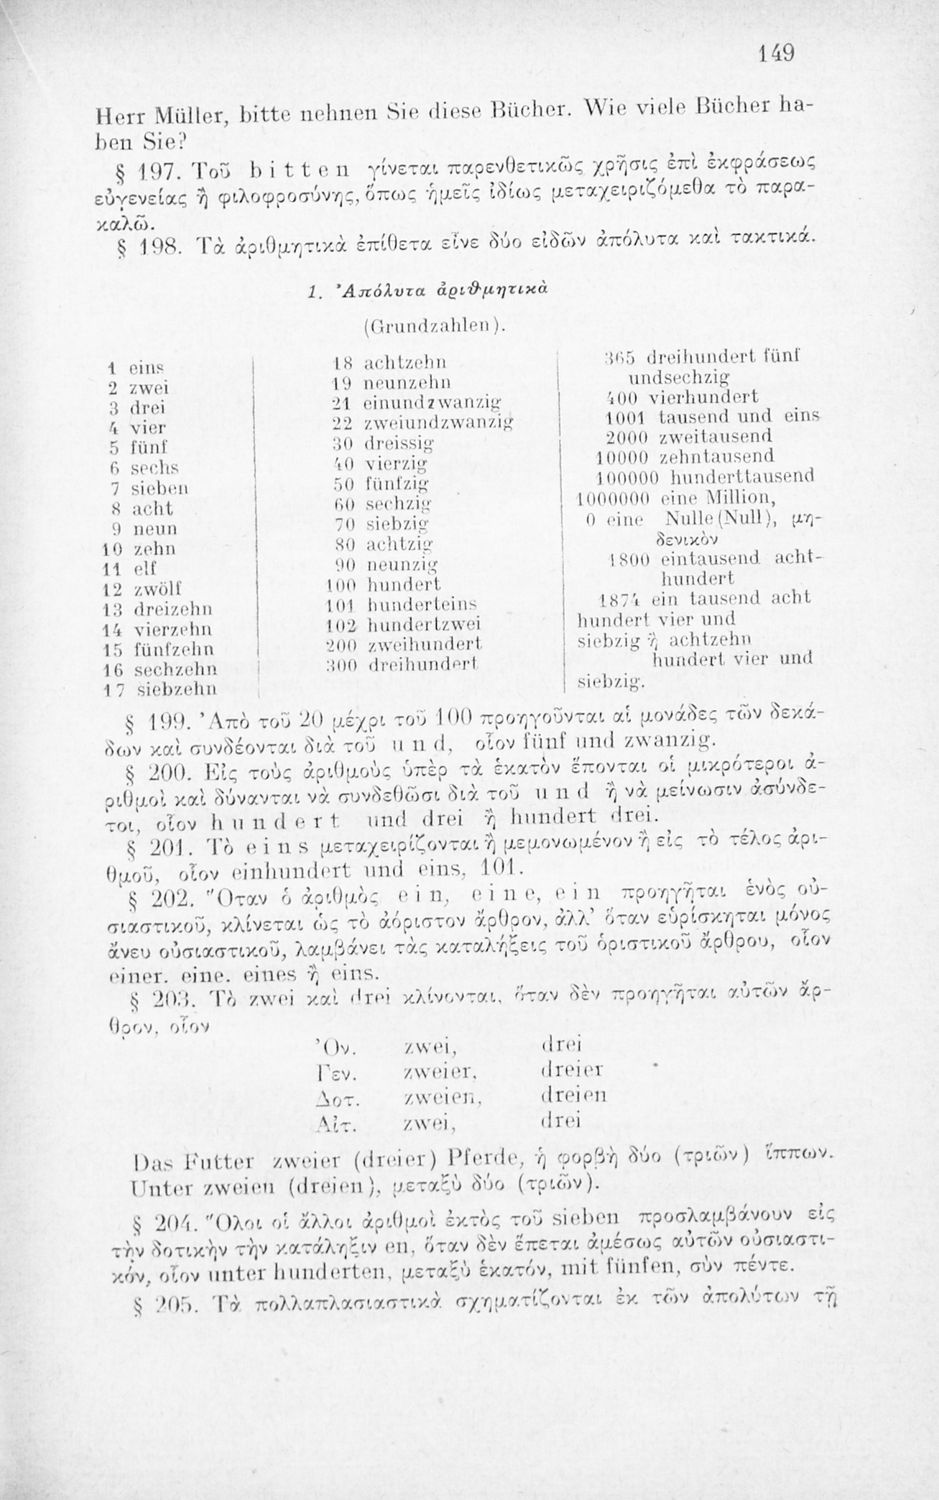 149
Herr Müller, bitte nehnen Sie diese Bücher. Wie viele Bücher ha-
ben Sie?
§ 197. Τοῦ bitten γίνεται παρενθετικῶς χρῆσις ἐπὶ ἐκφράσεως
εὐγενείας ἢ φιλοφροσύνης, ὅπως ἡμεῖς ἰδίως μεταχειριζόμεθα τὸ παρα-
καλῶ.
§ 198. Τὰ ἀριθμητικὰ ἐπίθετα εἶνε δύο εἰδῶν ἀπόλυτα καὶ τακτικά.
1. Ἀπόλυτα ἀριθμητικὰ
(Grundzahlen).
1 eins
2 zwei
3 drei
4 vier
5 fünf
6 sechs
7 sieben
8 acht
9 neun
10 zehn
11 elf
12 zwölf
13 dreizehn
14 vierzehn
15 fünfzehn
16 sechzehn
17 siebzehn
18 achtzehn
19 neunzehn
21 einundzwanzig
22 zweiundzwanzig
30 dreissig
40 vierzig
50 fünfzig
60 sechzig
70 siebzig
80 achtzig
90 neunzig
100 hundert
101 hunderteins
102 hundertzwei
200 zweihundert
300 dreihundert
365 dreihundert fünf
undsechzig
400 vierhundert
1001 tausend und eins
2000 zweitausend
10000 zehntausend
100000 hunderttausend
1000000 eine Million,
0 eine Nulle (Null), μη-
δενικὸν
1800 eintausend acht-
hundert
1874 ein tausend acht
hundert vier und
siebzig ἢ achtzehn
hundert vier und
siebzig.
§ 199. Ἀπὸ τοῦ 20 μέχρι τοῦ 100 προηγοῦνται αἱ μονάδες τῶν δεκά-
δων καὶ συνδέονται διὰ τοῦ und, οἷον fünf und zwanzig.
§ 200. Εἰς τοὺς ἀριθμοὺς ὑπὲρ τὰ ἑκατὸν ἕπονται οἱ μικρότεροι ἀ-
ριθμοὶ καὶ δύνανται νὰ συνδεθῶσι διὰ τοῦ und ἢ νὰ μείνωσιν ἀσύνδε-
τοι, οἷον hundert und drei ἢ hundert drei.
§ 201. Τὸ eins μεταχειρίζονται ἢ μεμονωμένον ἢ εἰς τὸ τέλος ἀρι-
θμοῦ, οἷον einhundert und eins, 101.
§ 202. Ὅταν ὁ ἀριθμὸς ein, eine, ein προηγῆται ἑνὸς οὐ-
σιαστικοῦ, κλίνεται ὡς τὸ ἀόριστον ἄρθρον, ἀλλ' ὅταν εὑρίσκηται μόνος
ἄνευ οὐσιαστικοῦ, λαμβάνει τὰς καταλήξεις τοῦ ὁριστικοῦ ἄρθρου, οἷον
einer. eine. eines ἢ eins.
§ 203. Τὸ zwei καὶ drei κλίνονται, ὅταν δὲν προηγῆται αὐτῶν ἄρ-
θρον, οἷον
Ὀν. zwei, drei
Γεν. zweier, dreier
Δοτ. zweien, dreien
Αἰτ. zwei, drei
Das Futter zweier (dreier) Pferde, ἡ φορβὴ δύο (τριῶν) ἵππων.
Unter zweien (dreien), μεταξὺ δύο (τριῶν).
§ 204. Ὅλοι οἱ ἄλλοι ἀριθμοὶ ἐκτὸς τοῦ sieben προσλαμβάνουν εἰς
τὴν δοτικὴν τὴν κατάληξιν en, ὅταν δὲν ἕπεται ἀμέσως αὐτῶν οὐσιαστι-
κόν, οἷον unter hunderten, μεταξὺ ἑκατόν, mit fünfen, σὺν πέντε.
§ 205. Τὰ πολλαπλασιαστικὰ σχηματίζονται ἐκ τῶν ἀπολύτων τῇ